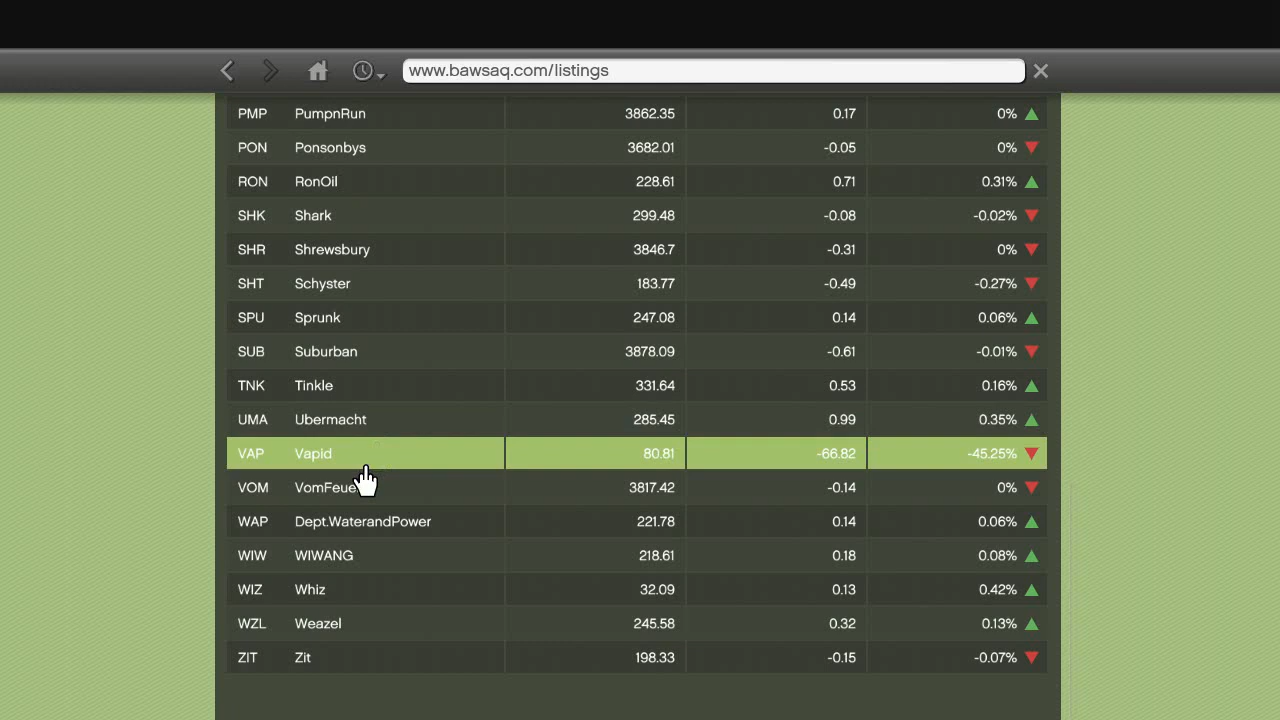 www.bawsaq.com/listings
PMP PumpnRun 3862.35 0.17 0%
PON Ponsonbys 3682.01 -0.05 0%
RON RonOil 228.61 0.71 0.31%
SHK Shark 299.48 -0.08 -0.02%
SHR Shrewsbury 3846.7 -0.31 0%
SHT Schyster 183.77 -0.49 -0.27%
SPU Sprunk 247.08 0.14 0.06%
SUB Suburban 3878.09 -0.61 -0.01%
TNK Tinkle 331.64 0.53 0.16%
UMA Ubermacht 285.45 0.99 0.35%
VAP Vapid 80.81 -66.82 -45.25%
VOM VomFeue 3817.42 -0.14 0%
WAP Dept.WaterandPower 221.78 0.14 0.06%
WIW WIWANG 218.61 0.18 0.08%
WIZ Whiz 32.09 0.13 0.42%
WZL Weazel 245.58 0.32 0.13%
ZIT Zit 198.33 -0.15 -0.07%